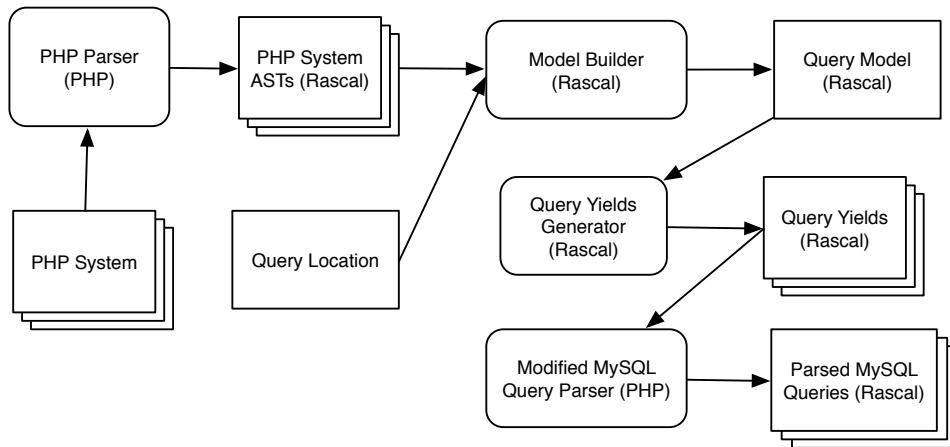 PHP Parser
(PHP)
PHP System
ASTs (Rascal)
Model Builder
(Rascal)
Query Model
(Rascal)
PHP System
Query Location
Query Yields
Generator
(Rascal)
Query Yields
(Rascal)
Modified MySQL
Query Parser (PHP)
Parsed MySQL
Queries (Rascal)